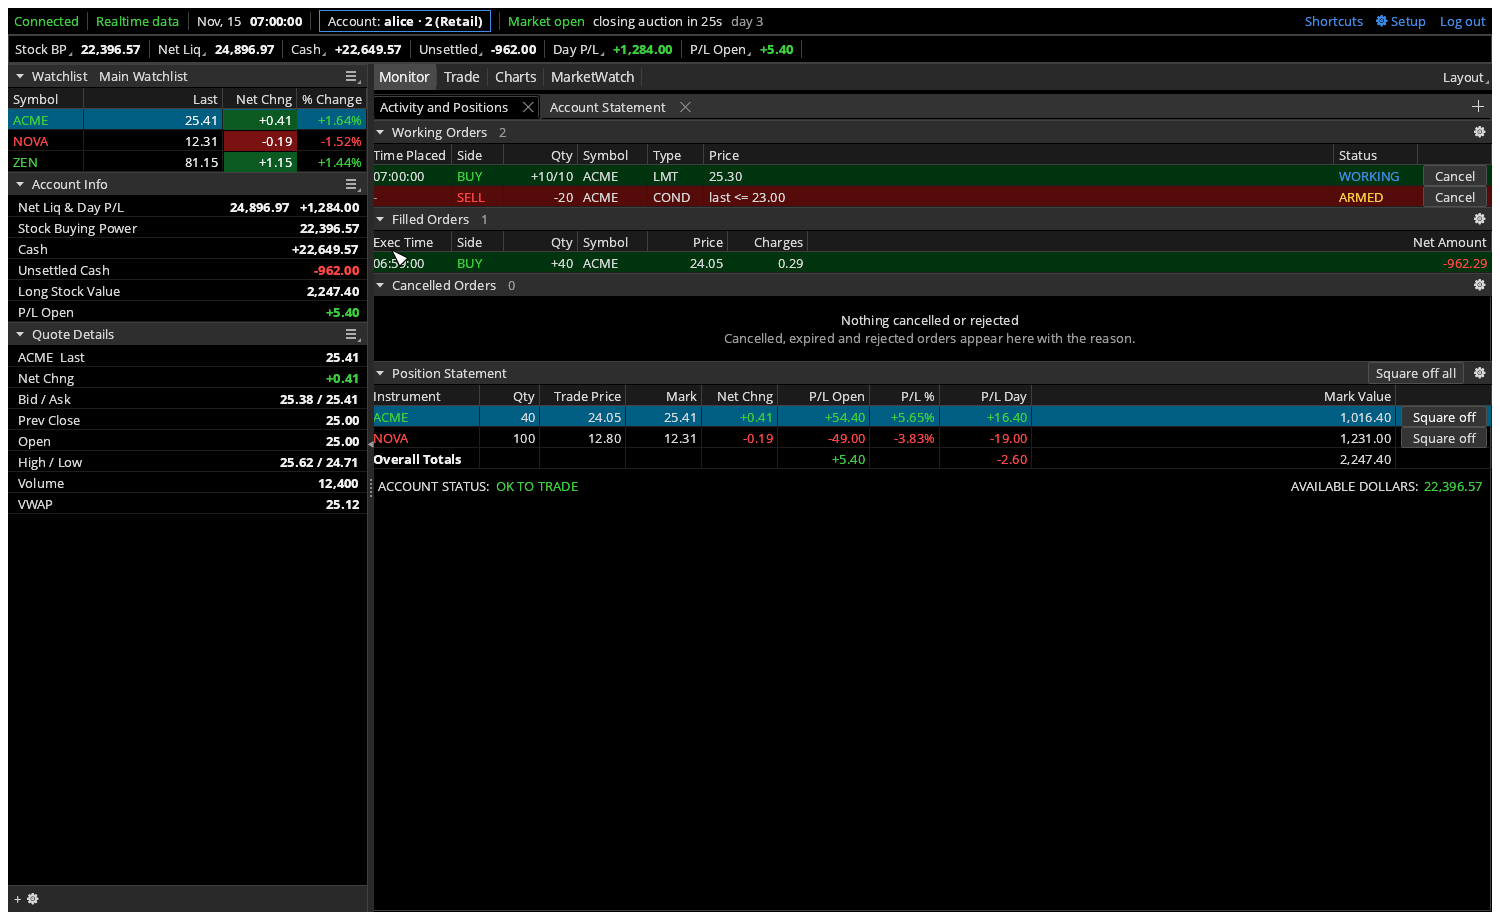 Connected Realtime data Nov, 15 07:00:00 Account: alice · 2 (Retail) Market open closing auction in 25s day 3 Shortcuts Setup Log out
Stock BP 22,396.57 Net Liq 24,896.97 Cash +22,649.57 Unsettled -962.00 Day P/L +1,284.00 P/L Open +5.40
Watchlist Main Watchlist
Symbol Last Net Chng % Change
ACME 25.41 +0.41 +1.64%
NOVA 12.31 -0.19 -1.52%
ZEN 81.15 +1.15 +1.44%
Account Info
Net Liq & Day P/L 24,896.97 +1,284.00
Stock Buying Power 22,396.57
Cash +22,649.57
Unsettled Cash -962.00
Long Stock Value 2,247.40
P/L Open +5.40
Quote Details
ACME Last 25.41
Net Chng +0.41
Bid / Ask 25.38 / 25.41
Prev Close 25.00
Open 25.00
High / Low 25.62 / 24.71
Volume 12,400
VWAP 25.12
+
Monitor Trade Charts MarketWatch Layout
Activity and Positions Account Statement
Working Orders 2
Time Placed Side Qty Symbol Type Price Status
07:00:00 BUY +10/10 ACME LMT 25.30 WORKING Cancel
- SELL -20 ACME COND last <= 23.00 ARMED Cancel
Filled Orders 1
Exec Time Side Qty Symbol Price Charges Net Amount
06:59:00 BUY +40 ACME 24.05 0.29 -962.29
Cancelled Orders 0
Nothing cancelled or rejected
Cancelled, expired and rejected orders appear here with the reason.
Position Statement Square off all
Instrument Qty Trade Price Mark Net Chng P/L Open P/L % P/L Day Mark Value
ACME 40 24.05 25.41 +0.41 +54.40 +5.65% +16.40 1,016.40 Square off
NOVA 100 12.80 12.31 -0.19 -49.00 -3.83% -19.00 1,231.00 Square off
Overall Totals +5.40 -2.60 2,247.40
ACCOUNT STATUS: OK TO TRADE AVAILABLE DOLLARS: 22,396.57